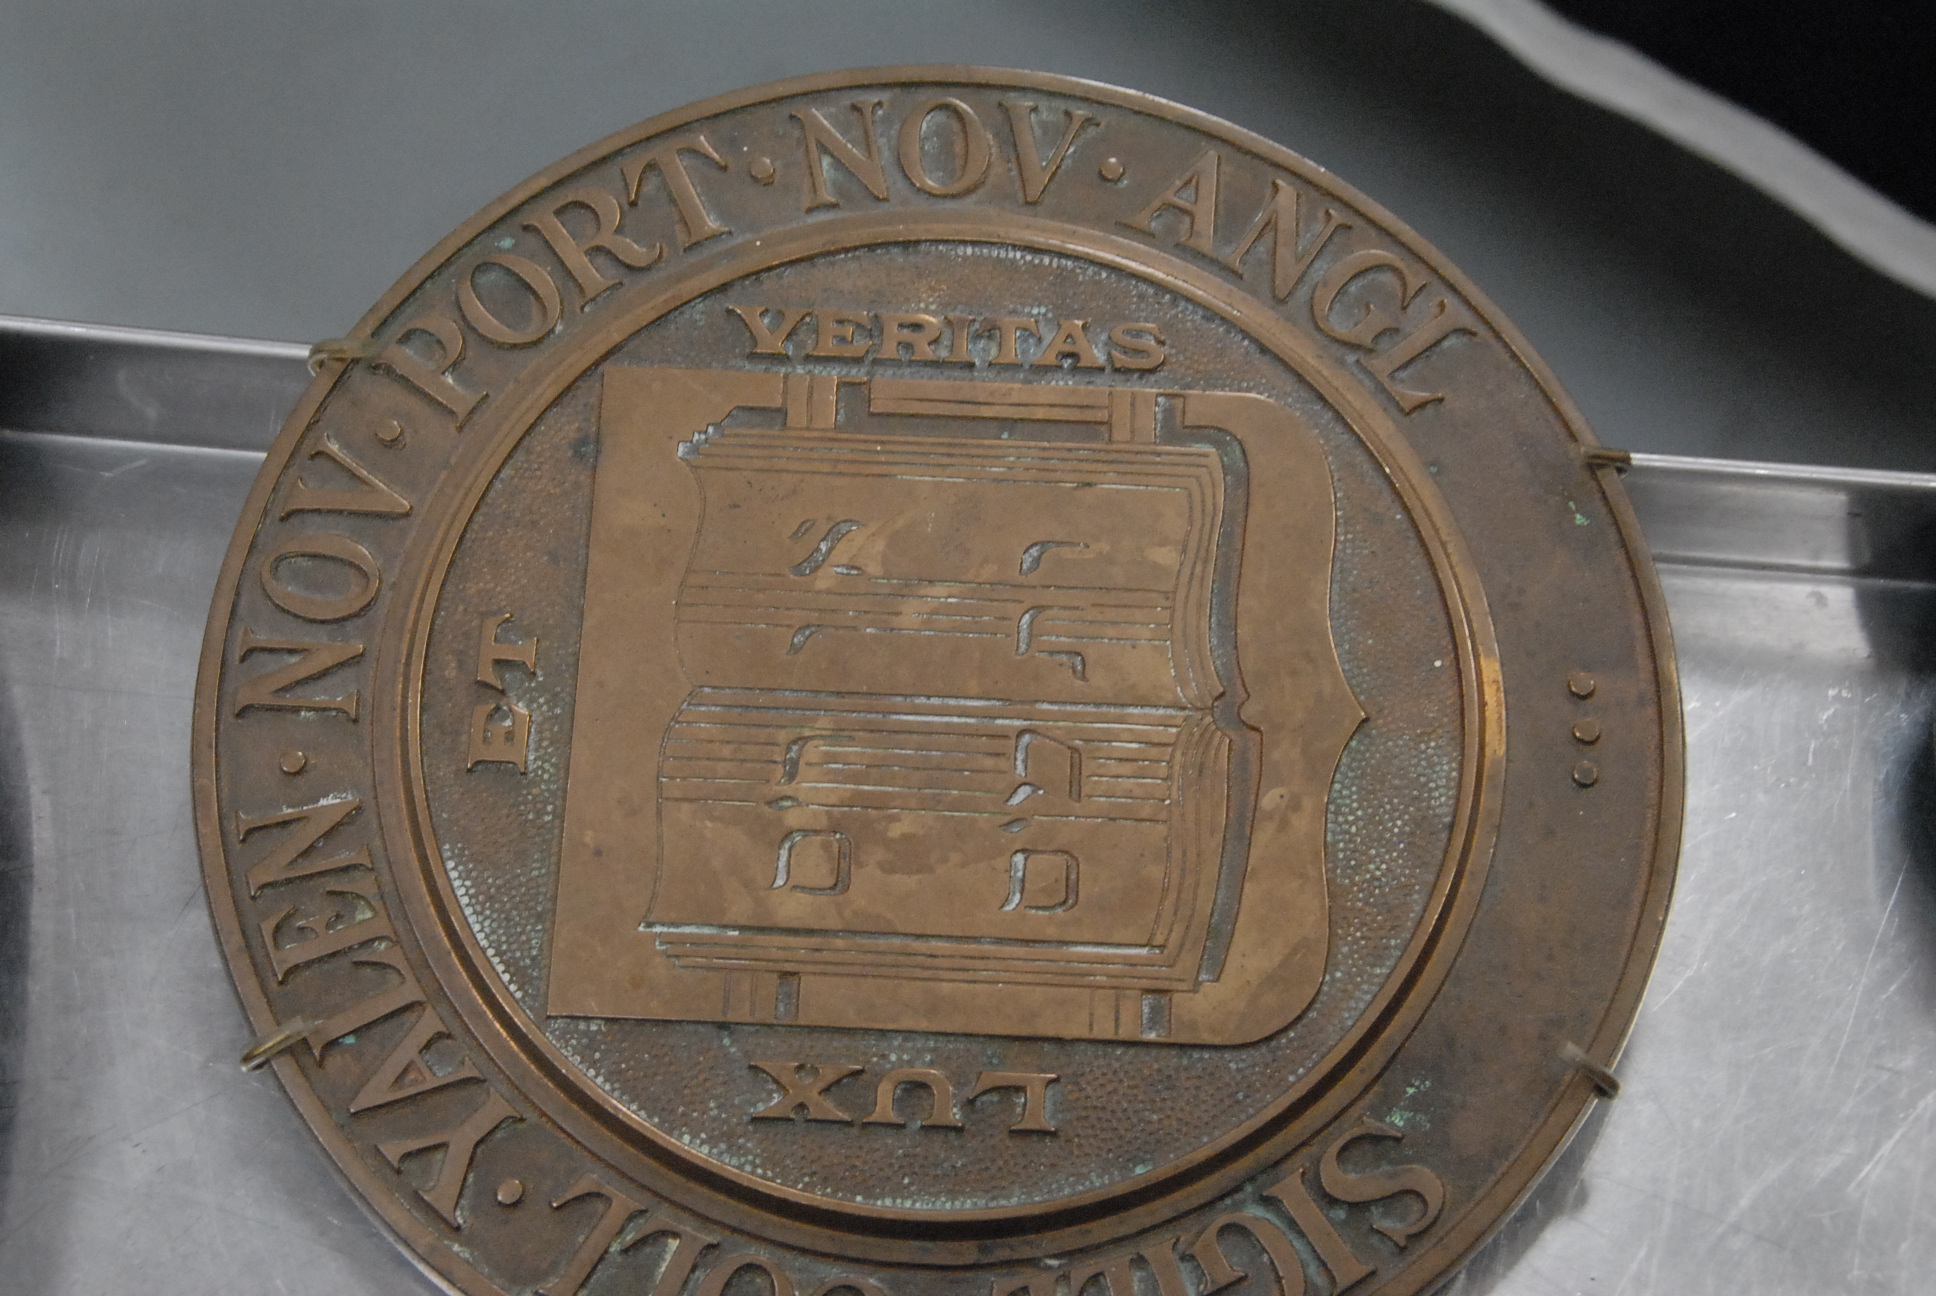 SIGILL · COLL · YALEN · NOV · PORT · NOV · ANGL
LUX
ET
VERITAS
אורים
ותמים